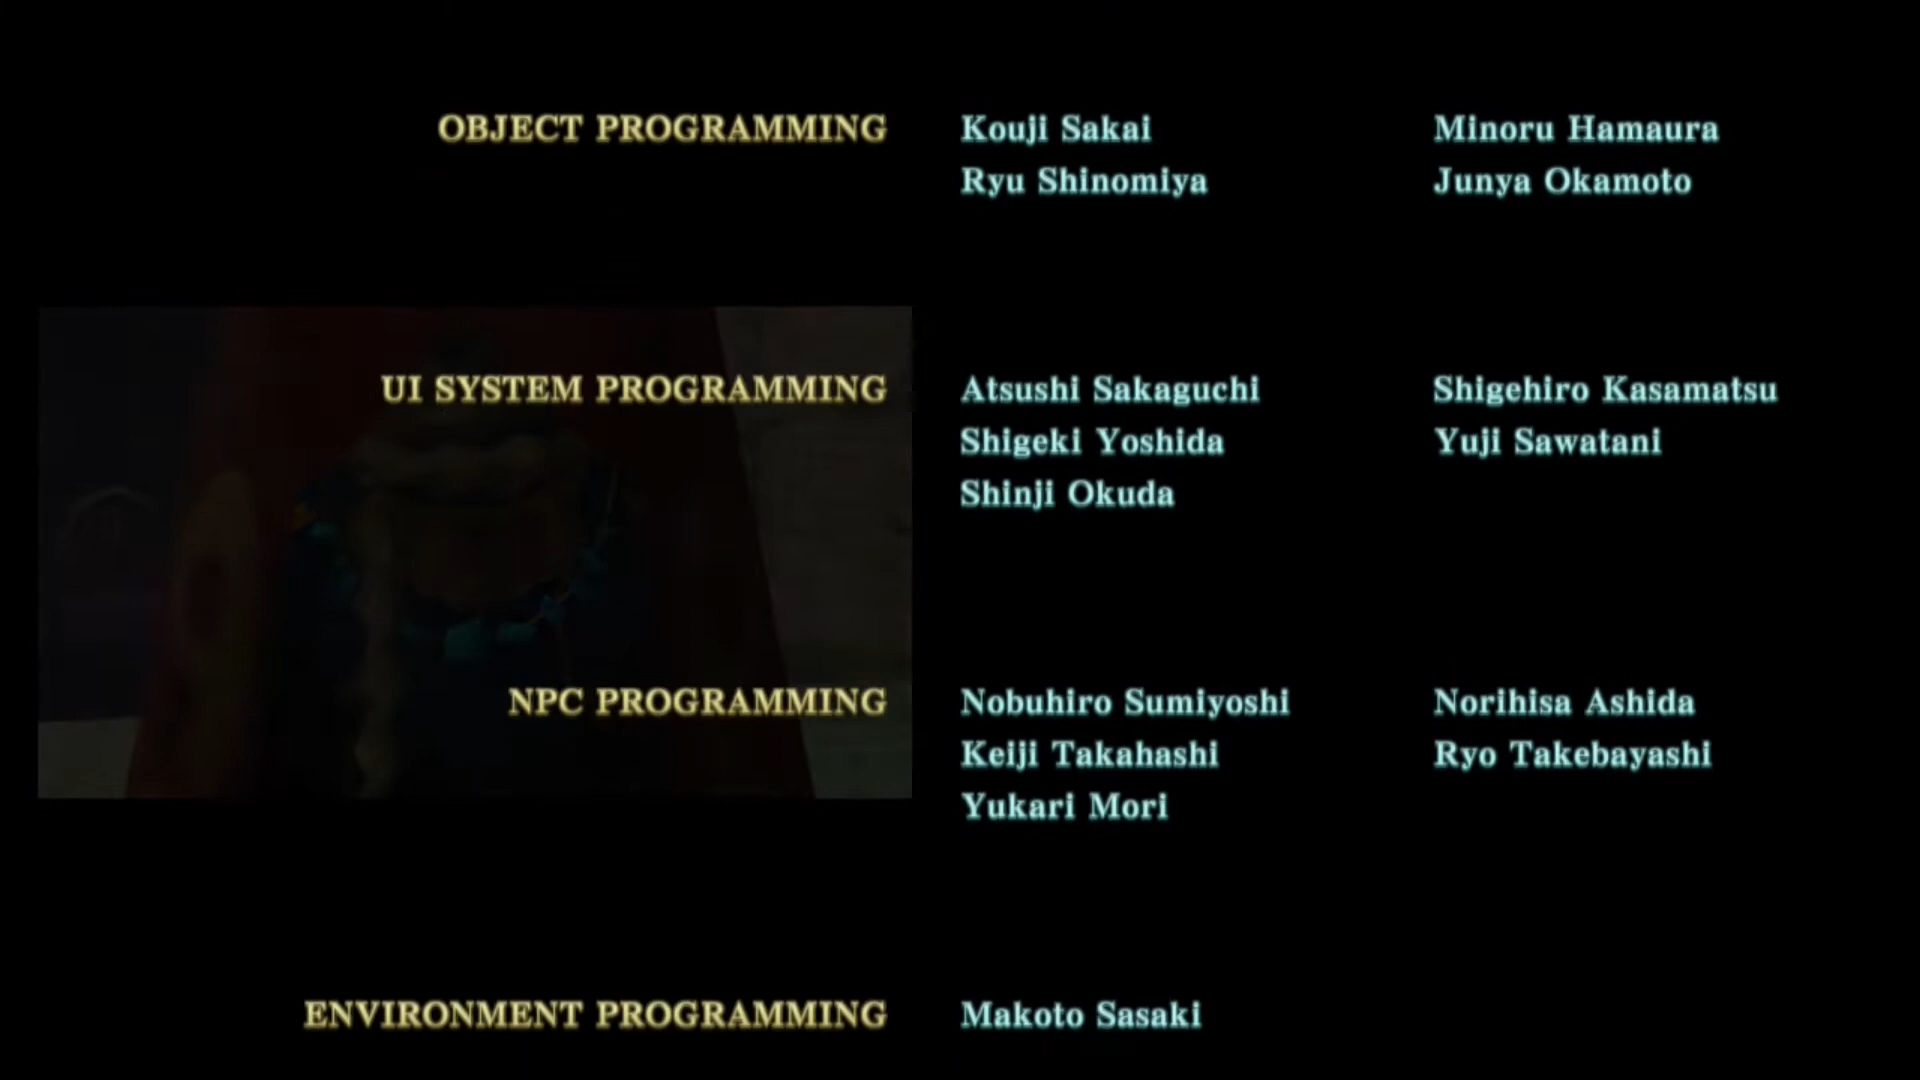 OBJECT PROGRAMMING Kouji Sakai Minoru Hamaura
Ryu Shinomiya Junya Okamoto
UI SYSTEM PROGRAMMING Atsushi Sakaguchi Shigehiro Kasamatsu
Shigeki Yoshida Yuji Sawatani
Shinji Okuda
NPC PROGRAMMING Nobuhiro Sumiyoshi Norihisa Ashida
Keiji Takahashi Ryo Takebayashi
Yukari Mori
ENVIRONMENT PROGRAMMING Makoto Sasaki